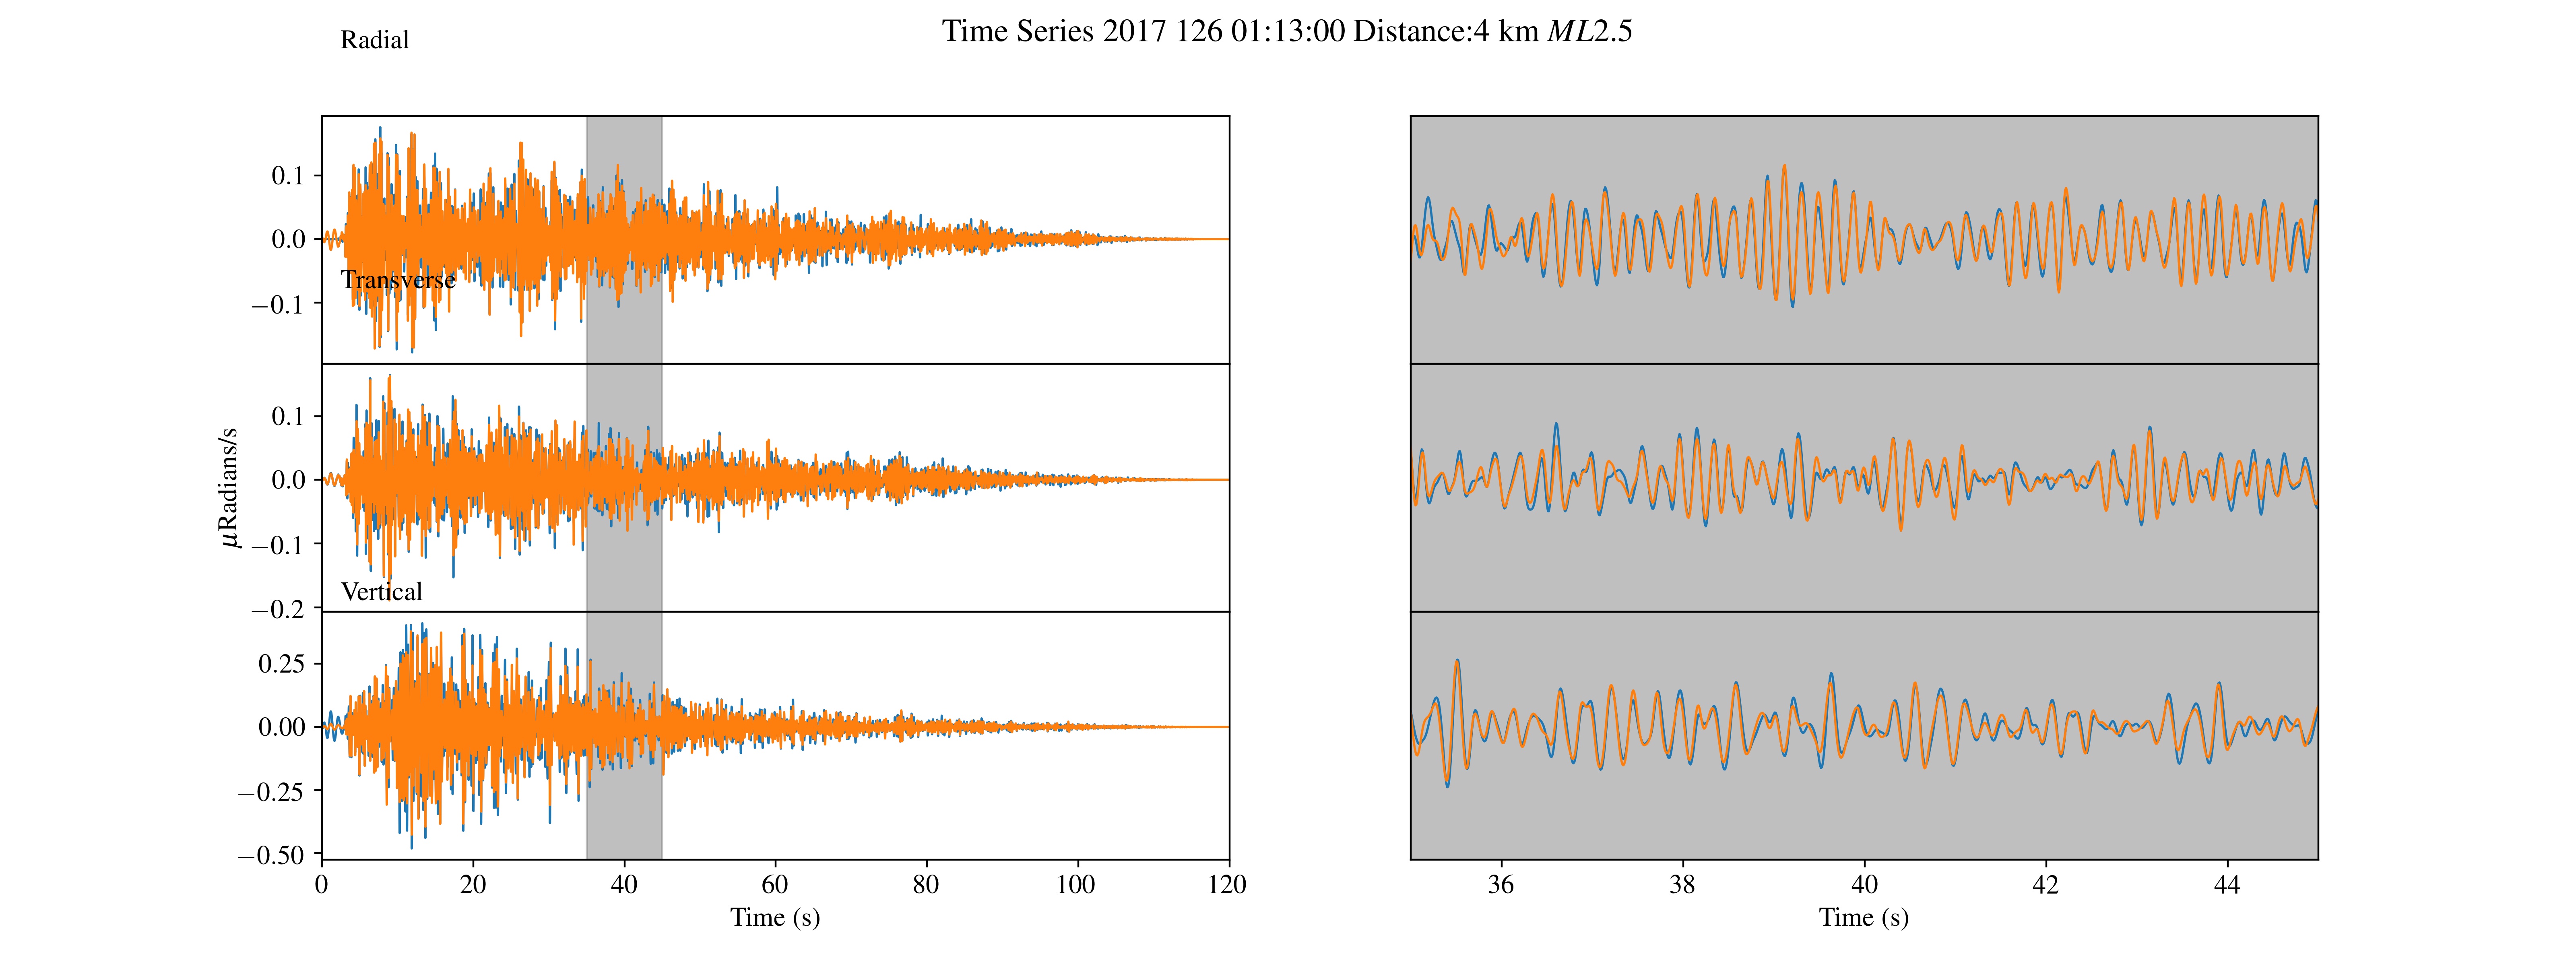 Time Series 2017 126 01:13:00 Distance:4 km ML2.5
Radial
0.1
0.0
−0.1
Transverse
0.1
0.0
−0.1
−0.2
μRadians/s
Vertical
0.25
0.00
−0.25
−0.50
0 20 40 60 80 100 120
Time (s)
36 38 40 42 44
Time (s)